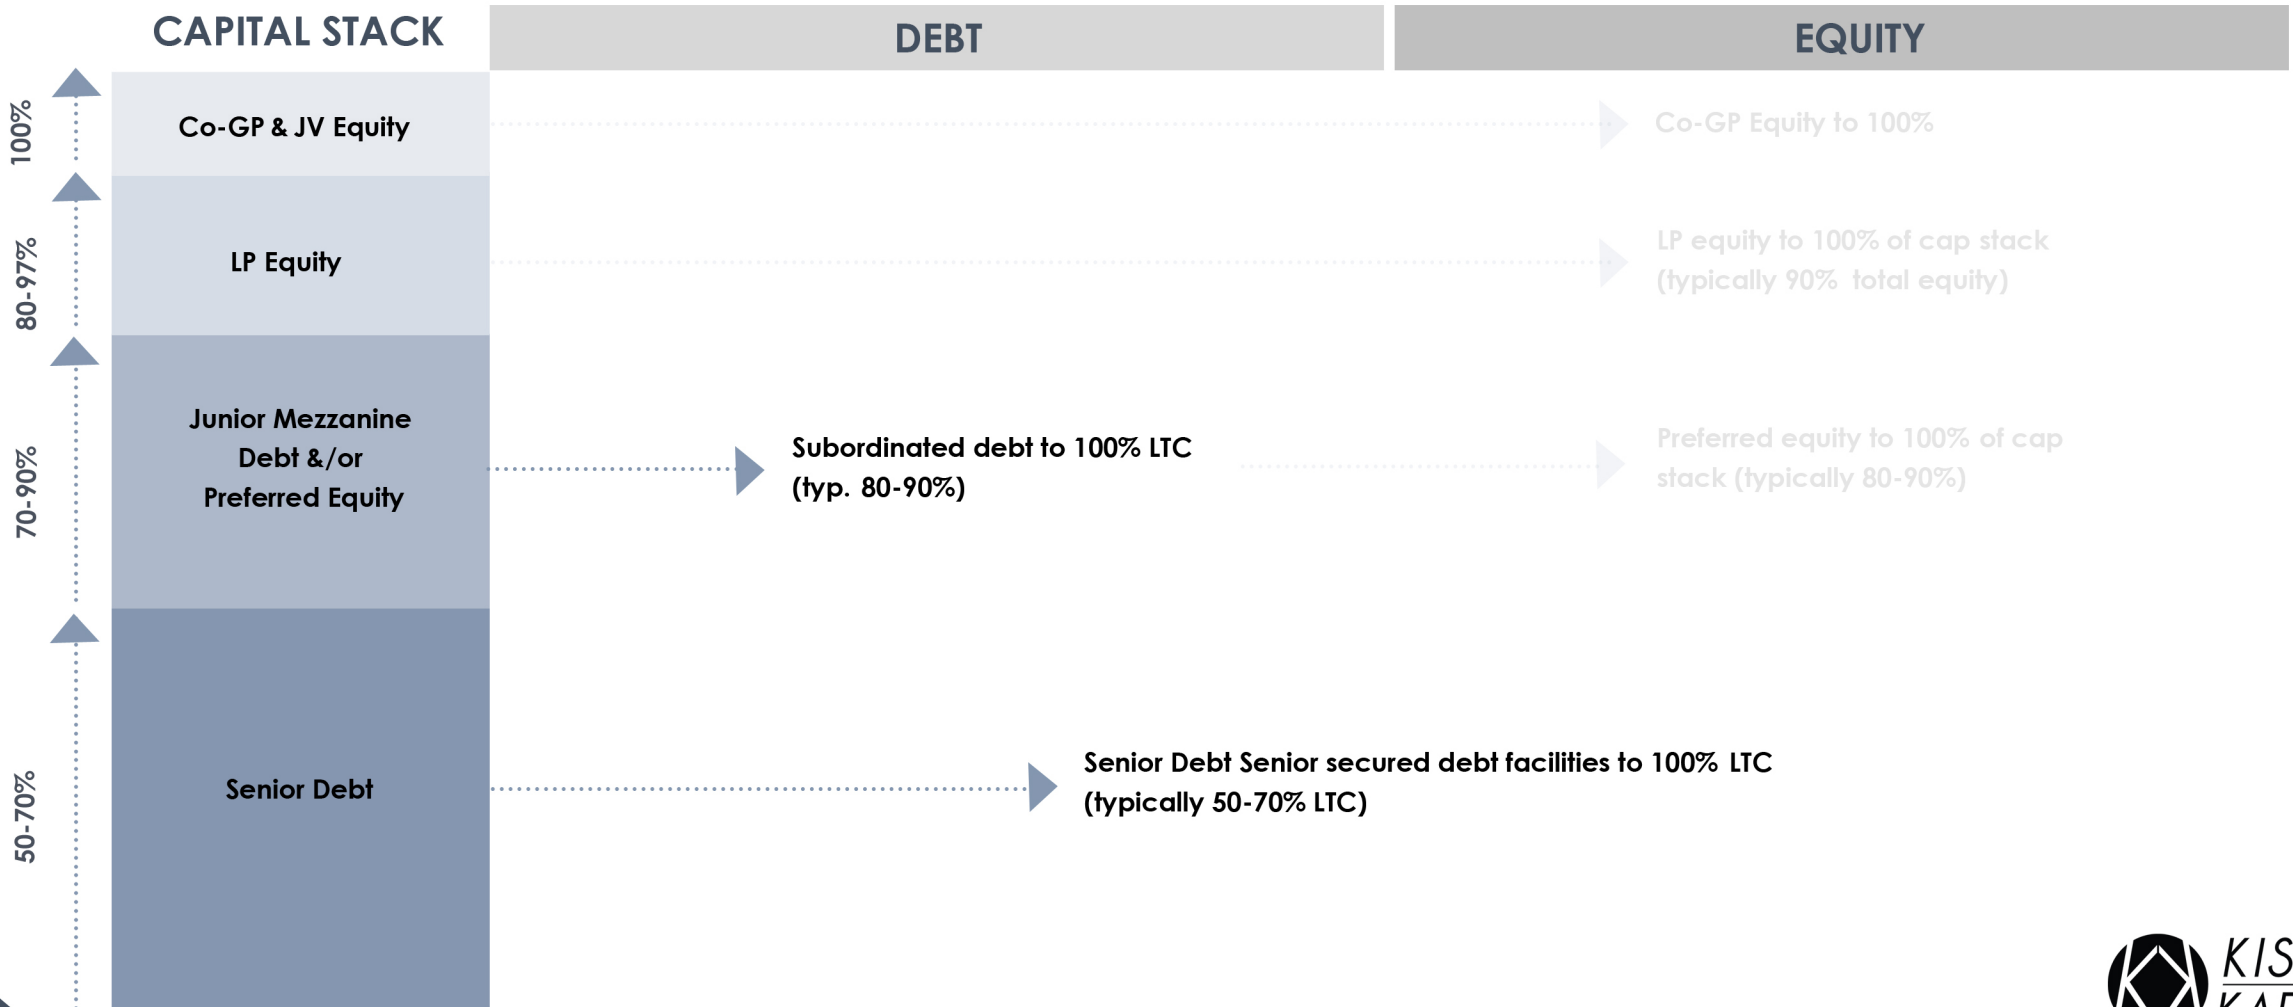 CAPITAL STACK
DEBT
EQUITY
100%
Co-GP & JV Equity
Co-GP Equity to 100%
80-97%
LP Equity
LP equity to 100% of cap stack
(typically 90% total equity)
70-90%
Junior Mezzanine
Debt &/or
Preferred Equity
Subordinated debt to 100% LTC
(typ. 80-90%)
Preferred equity to 100% of cap
stack (typically 80-90%)
50-70%
Senior Debt
Senior Debt Senior secured debt facilities to 100% LTC
(typically 50-70% LTC)
KIS